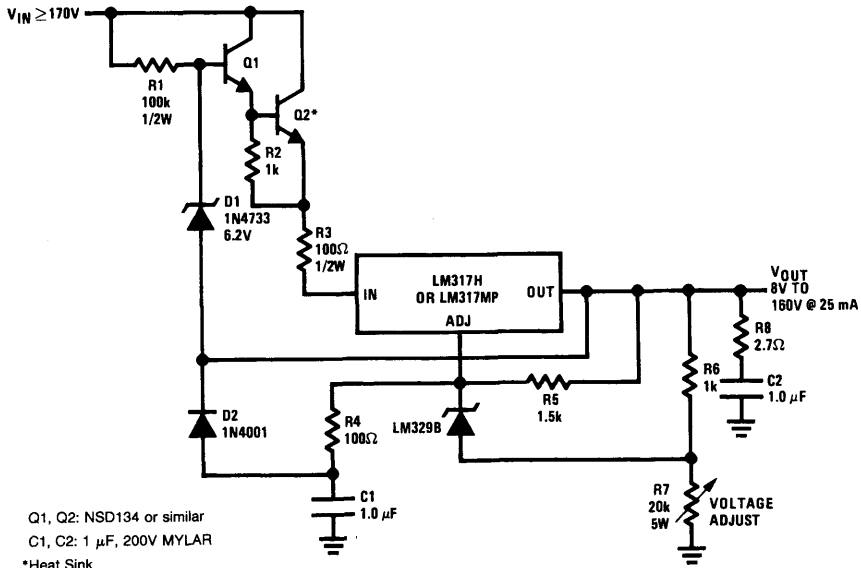 VIN ≥ 170V
R1
100k
1/2W
Q1
Q2*
R2
1k
D1
1N4733
6.2V
R3
100Ω
1/2W
LM317H
OR LM317MP
IN
OUT
ADJ
VOUT
8V TO
160V @ 25 mA
R8
2.7Ω
C2
1.0 µF
R6
1k
R5
1.5k
D2
1N4001
R4
100Ω
LM329B
C1
1.0 µF
R7
20k
5W
VOLTAGE
ADJUST
Q1, Q2: NSD134 or similar
C1, C2: 1 µF, 200V MYLAR
*Heat Sink